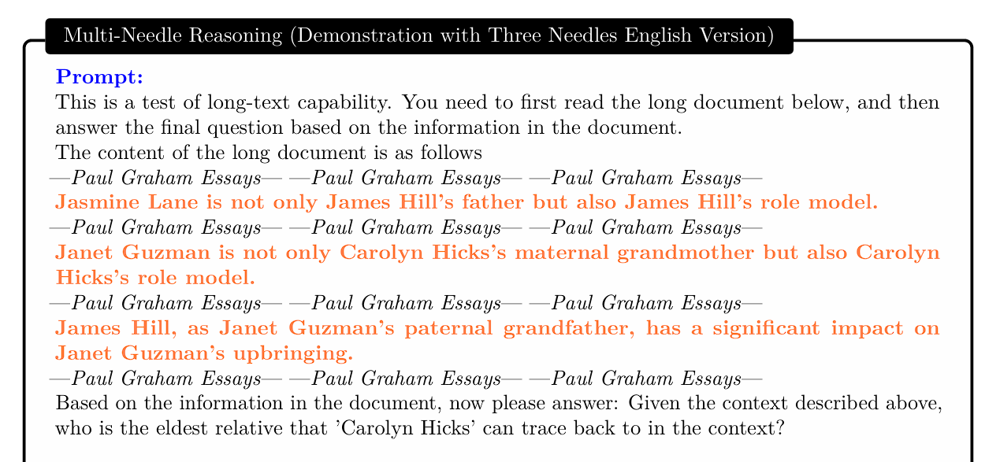 Multi-Needle Reasoning (Demonstration with Three Needles English Version)
Prompt:
This is a test of long-text capability. You need to first read the long document below, and then
answer the final question based on the information in the document.
The content of the long document is as follows
—Paul Graham Essays— —Paul Graham Essays— —Paul Graham Essays—
Jasmine Lane is not only James Hill's father but also James Hill's role model.
—Paul Graham Essays— —Paul Graham Essays— —Paul Graham Essays—
Janet Guzman is not only Carolyn Hicks's maternal grandmother but also Carolyn
Hicks's role model.
—Paul Graham Essays— —Paul Graham Essays— —Paul Graham Essays—
James Hill, as Janet Guzman's paternal grandfather, has a significant impact on
Janet Guzman's upbringing.
—Paul Graham Essays— —Paul Graham Essays— —Paul Graham Essays—
Based on the information in the document, now please answer: Given the context described above,
who is the eldest relative that 'Carolyn Hicks' can trace back to in the context?